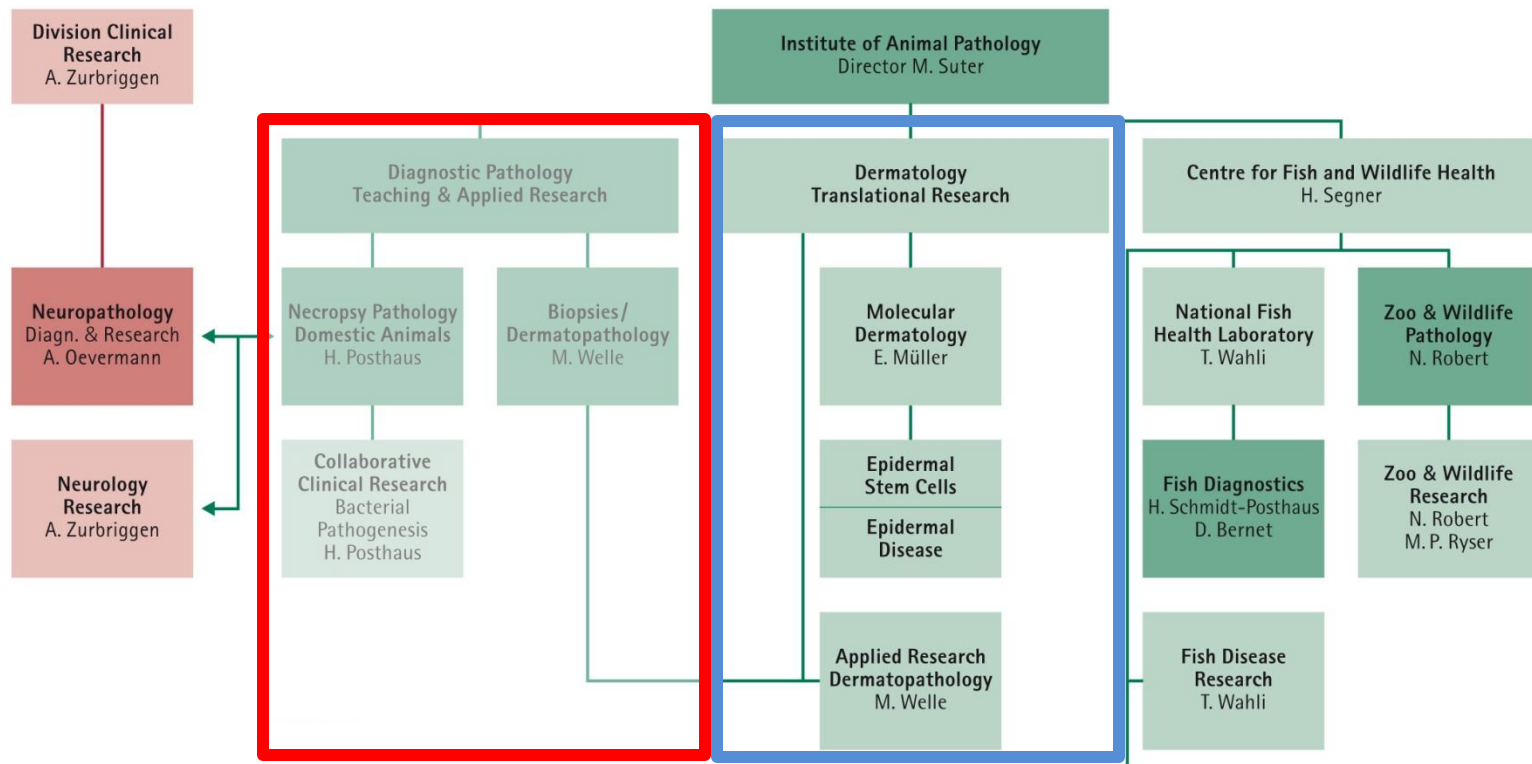 Division Clinical
Research
A. Zurbriggen
Institute of Animal Pathology
Director M. Suter
Diagnostic Pathology
Teaching & Applied Research
Dermatology
Translational Research
Centre for Fish and Wildlife Health
H. Segner
Neuropathology
Diagn. & Research
A. Oevermann
Necropsy Pathology
Domestic Animals
H. Posthaus
Biopsies/
Dermatopathology
M. Welle
Molecular
Dermatology
E. Müller
National Fish
Health Laboratory
T. Wahli
Zoo & Wildlife
Pathology
N. Robert
Neurology
Research
A. Zurbriggen
Collaborative
Clinical Research
Bacterial
Pathogenesis
H. Posthaus
Epidermal
Stem Cells
Epidermal
Disease
Fish Diagnostics
H. Schmidt-Posthaus
D. Bernet
Zoo & Wildlife
Research
N. Robert
M. P. Ryser
Applied Research
Dermatopathology
M. Welle
Fish Disease
Research
T. Wahli